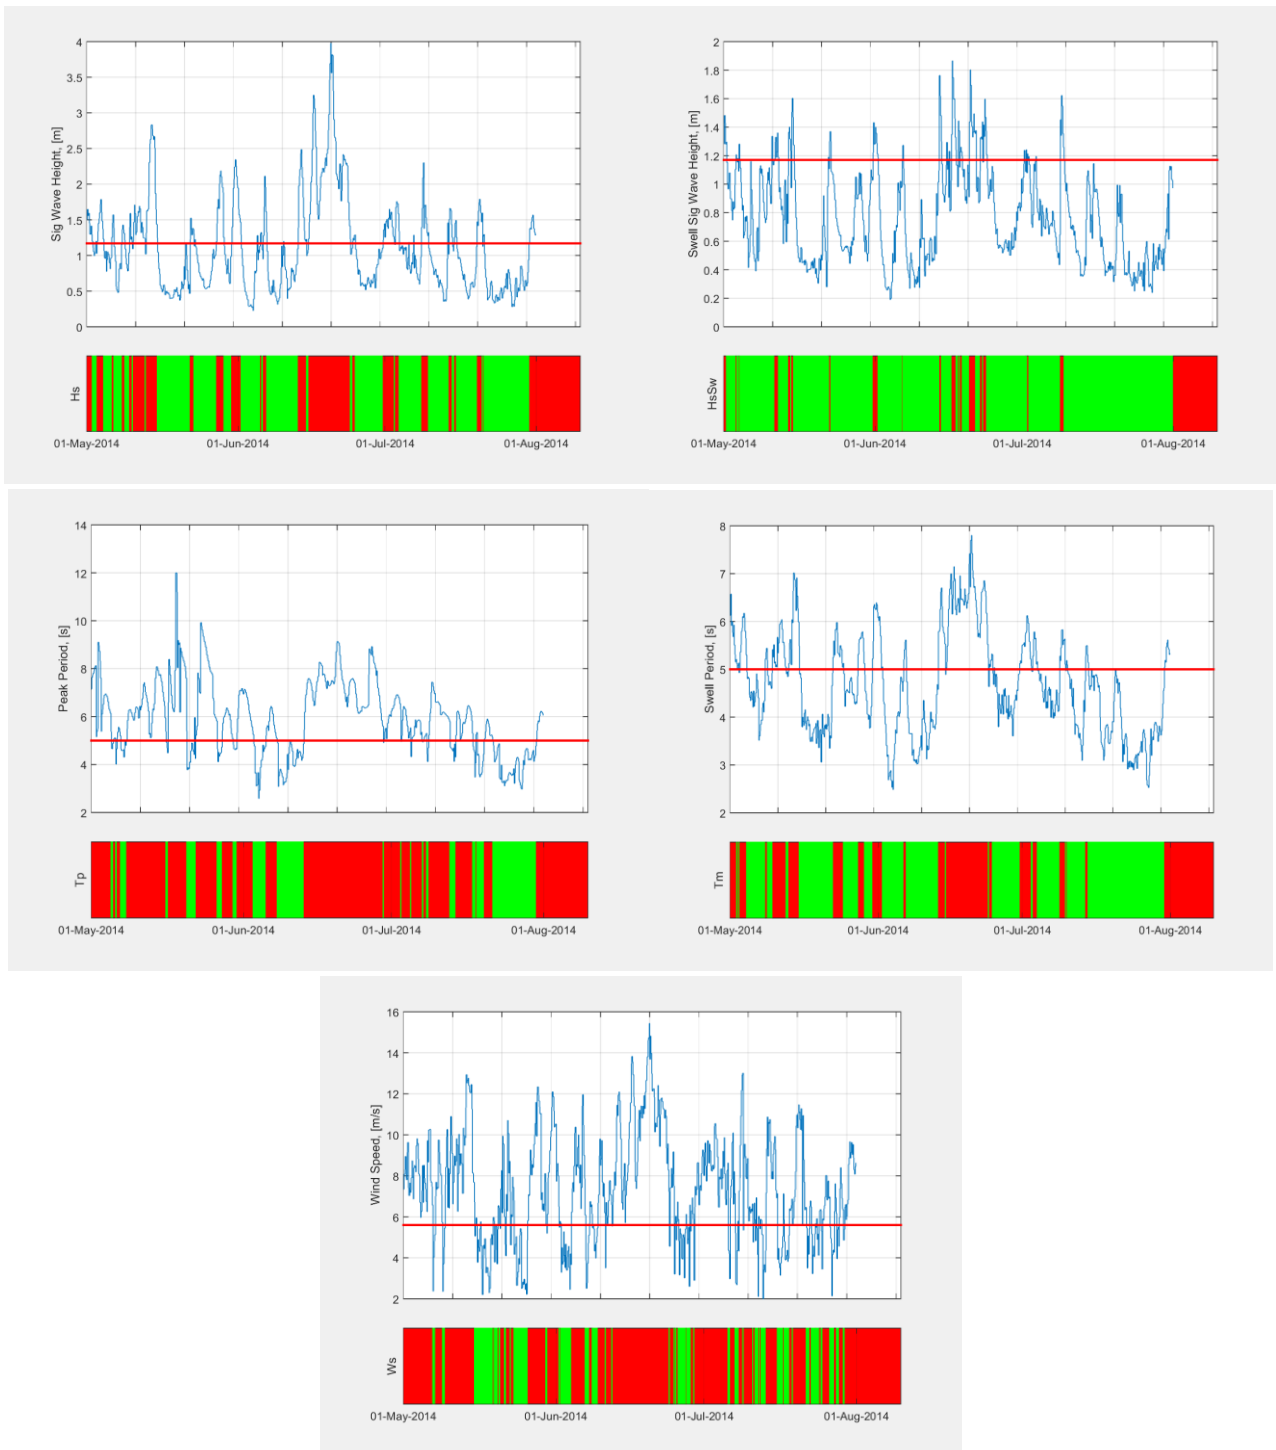 Sig Wave Height, [m]
4
3.5
3
2.5
2
1.5
1
0.5
0
Hs
01-May-2014 01-Jun-2014 01-Jul-2014 01-Aug-2014
Swell Sig Wave Height, [m]
2
1.8
1.6
1.4
1.2
1
0.8
0.6
0.4
0.2
0
HsSw
01-May-2014 01-Jun-2014 01-Jul-2014 01-Aug-2014
Peak Period, [s]
14
12
10
8
6
4
2
Tp
01-May-2014 01-Jun-2014 01-Jul-2014 01-Aug-2014
Swell Period, [s]
8
7
6
5
4
3
2
Tm
01-May-2014 01-Jun-2014 01-Jul-2014 01-Aug-2014
Wind Speed, [m/s]
16
14
12
10
8
6
4
2
Ws
01-May-2014 01-Jun-2014 01-Jul-2014 01-Aug-2014